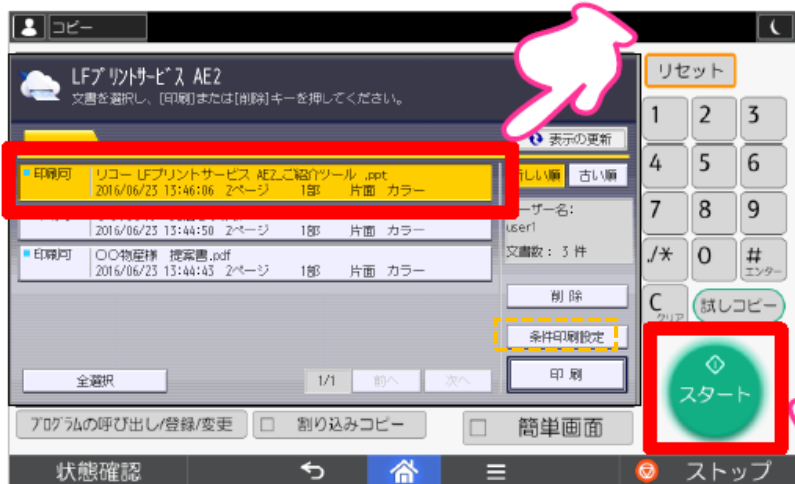 コピー
LFプリントサービス AE2
文書を選択し、[印刷]または[削除]キーを押してください。
表示の更新
しい順
古い順
印刷可
リコー LFプリントサービス AE2ご紹介ツール .ppt
2016/06/23 13:46:06 2ページ 1部 片面 カラー
2016/06/23 13:44:50 2ページ 1部 片面 カラー
印刷可
〇〇物産様 提案書.pdf
2016/06/23 13:44:43 2ページ 1部 片面 カラー
ーザー名:
user1
文書数: 3 件
削除
条件印刷設定
印刷
全選択
1/1
前へ
次へ
プログラムの呼び出し/登録/変更
割り込みコピー
簡単画面
状態確認
ストップ
リセット
1 2 3
4 5 6
7 8 9
./* 0 #
エンター
C
クリア
試しコピー
スタート